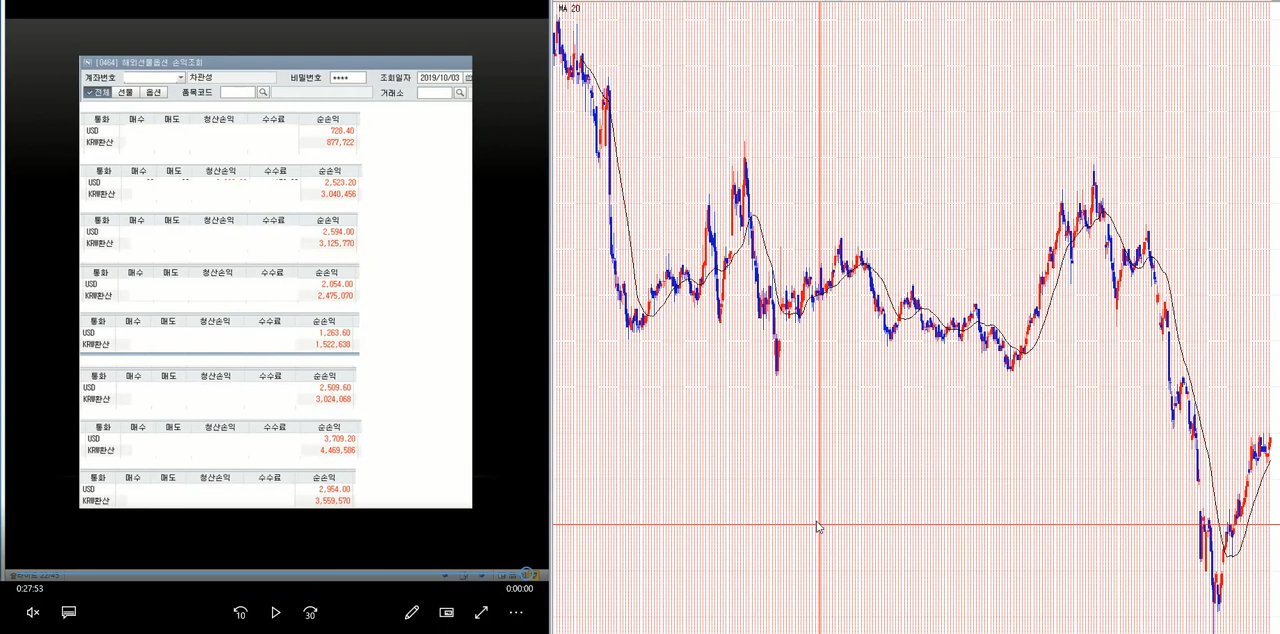 [0464] 해외선물옵션 손익조회
계좌번호 차관성 비밀번호 **** 조회일자 2019/10/03
전체 선물 옵션 품목코드 거래소
통화 매수 매도 청산손익 수수료 순손익
USD 728.40
KRW환산 877,722
통화 매수 매도 청산손익 수수료 순손익
USD 2,523.20
KRW환산 3,040,456
통화 매수 매도 청산손익 수수료 순손익
USD 2,594.00
KRW환산 3,125,770
통화 매수 매도 청산손익 수수료 순손익
USD 2,054.00
KRW환산 2,475,070
통화 매수 매도 청산손익 수수료 순손익
USD 1,263.60
KRW환산 1,522,638
통화 매수 매도 청산손익 수수료 순손익
USD 2,509.60
KRW환산 3,024,068
통화 매수 매도 청산손익 수수료 순손익
USD 3,709.20
KRW환산 4,469,586
통화 매수 매도 청산손익 수수료 순손익
USD 2,954.00
KRW환산 3,559,570
0:27:53 0:00:00
10 30
MA 20